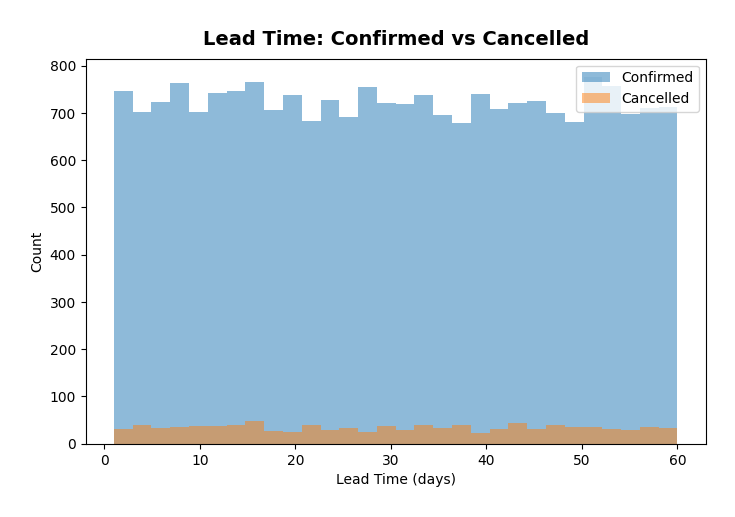 Lead Time: Confirmed vs Cancelled
Confirmed
Cancelled
800
700
600
500
400
300
200
100
0
Count
0 10 20 30 40 50 60
Lead Time (days)